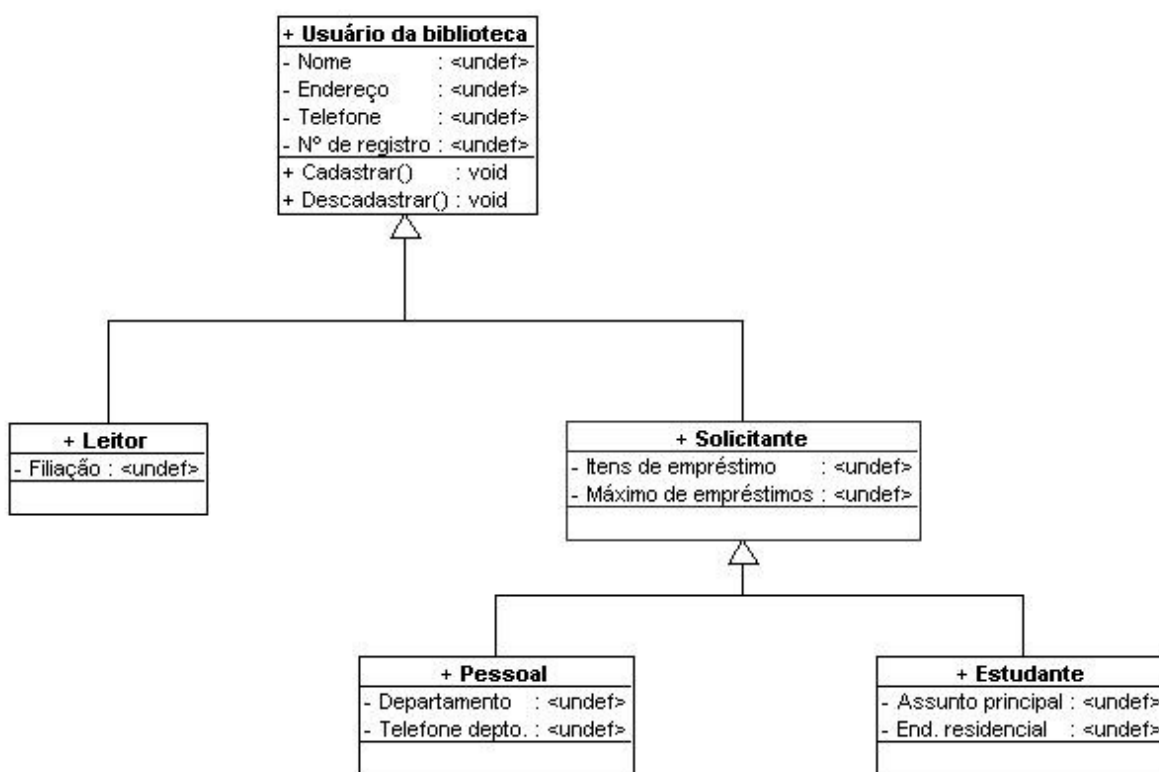 + Usuário da biblioteca
- Nome : <undef>
- Endereço : <undef>
- Telefone : <undef>
- Nº de registro : <undef>
+ Cadastrar() : void
+ Descadastrar() : void
+ Leitor
- Filiação : <undef>
+ Solicitante
- Itens de empréstimo : <undef>
- Máximo de empréstimos : <undef>
+ Pessoal
- Departamento : <undef>
- Telefone depto. : <undef>
+ Estudante
- Assunto principal : <undef>
- End. residencial : <undef>